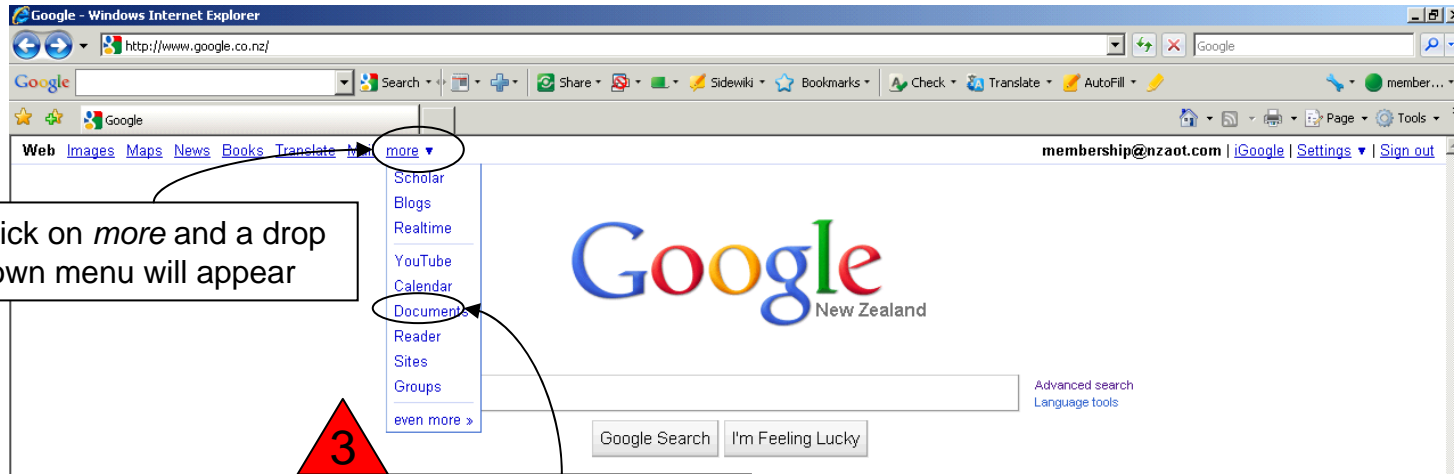 Google - Windows Internet Explorer
http://www.google.co.nz/
Google
Google
Search
Share
Sidewiki
Bookmarks
Check
Translate
AutoFill
member...
Google
Page
Tools
Web Images Maps News Books Translate more ▼
membership@nzaot.com | iGoogle | Settings ▼ | Sign out
Scholar
Blogs
Realtime
on more and a drop
menu will appear
YouTube
Calendar
Documents
Reader
Sites
Groups
even more »
Google
New Zealand
Advanced search
Language tools
Google Search
I'm Feeling Lucky
3